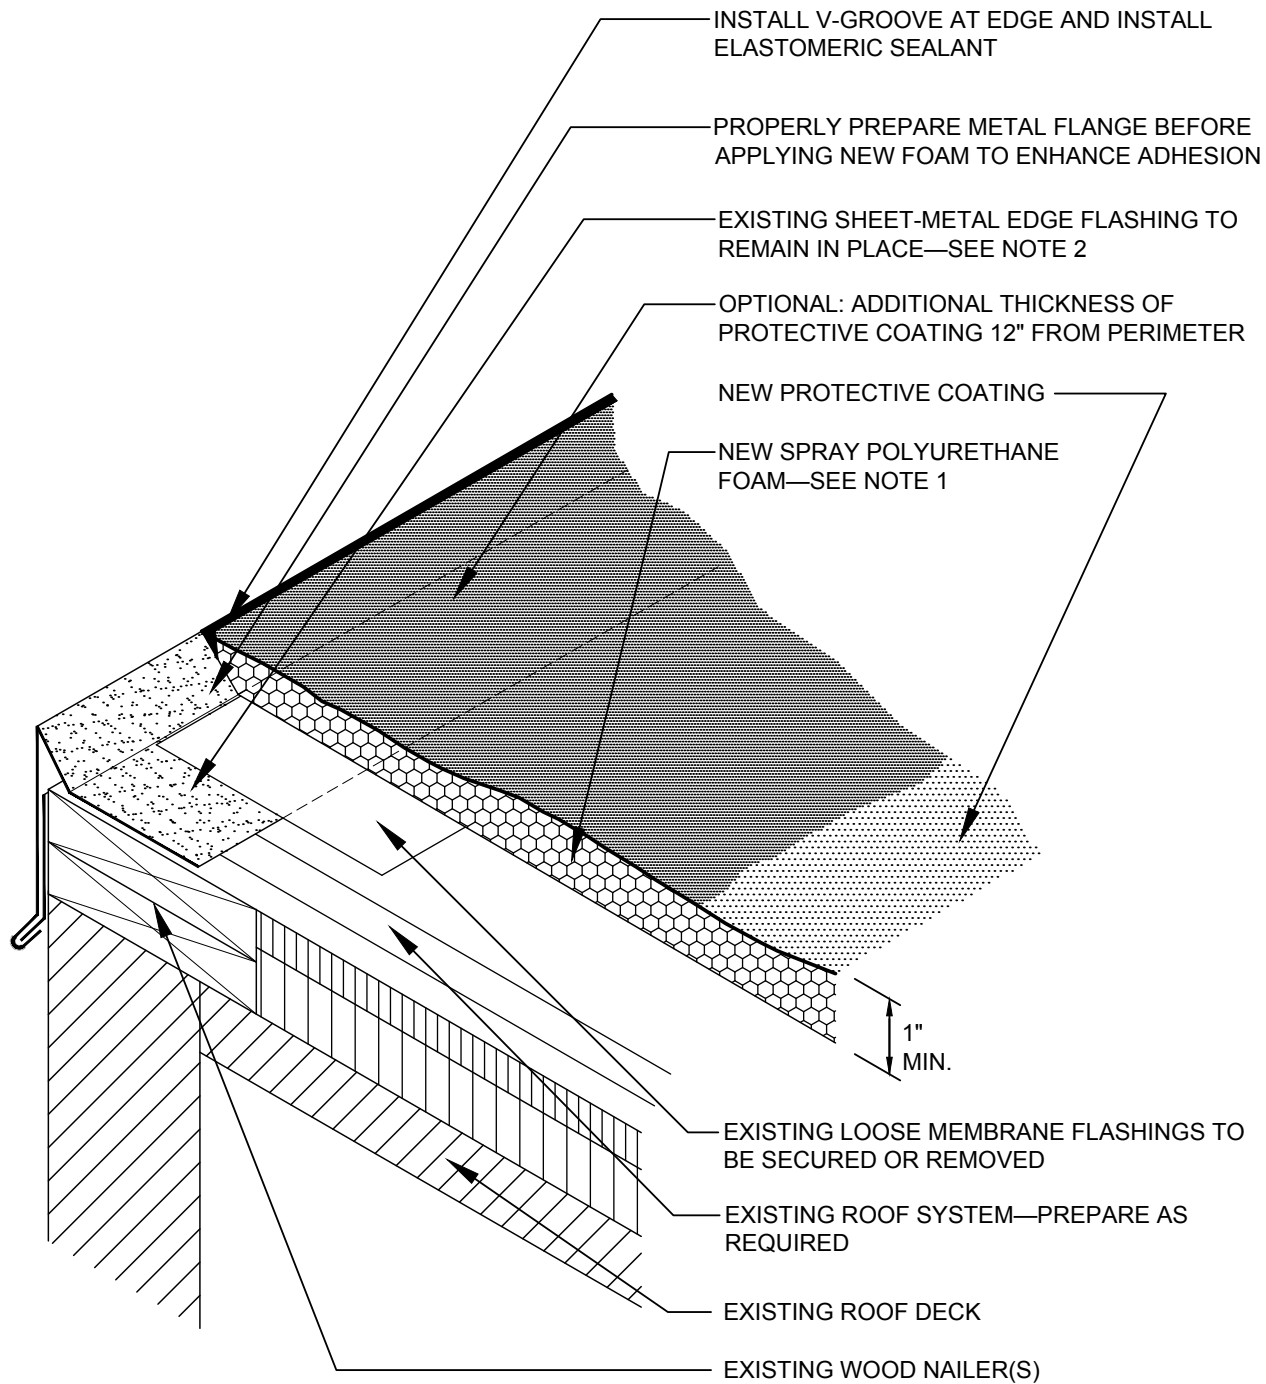 INSTALL V-GROOVE AT EDGE AND INSTALL
ELASTOMERIC SEALANT
PROPERLY PREPARE METAL FLANGE BEFORE
APPLYING NEW FOAM TO ENHANCE ADHESION
EXISTING SHEET-METAL EDGE FLASHING TO
REMAIN IN PLACE—SEE NOTE 2
OPTIONAL: ADDITIONAL THICKNESS OF
PROTECTIVE COATING 12" FROM PERIMETER
NEW PROTECTIVE COATING
NEW SPRAY POLYURETHANE
FOAM—SEE NOTE 1
1"
MIN.
EXISTING LOOSE MEMBRANE FLASHINGS TO
BE SECURED OR REMOVED
EXISTING ROOF SYSTEM—PREPARE AS
REQUIRED
EXISTING ROOF DECK
EXISTING WOOD NAILER(S)